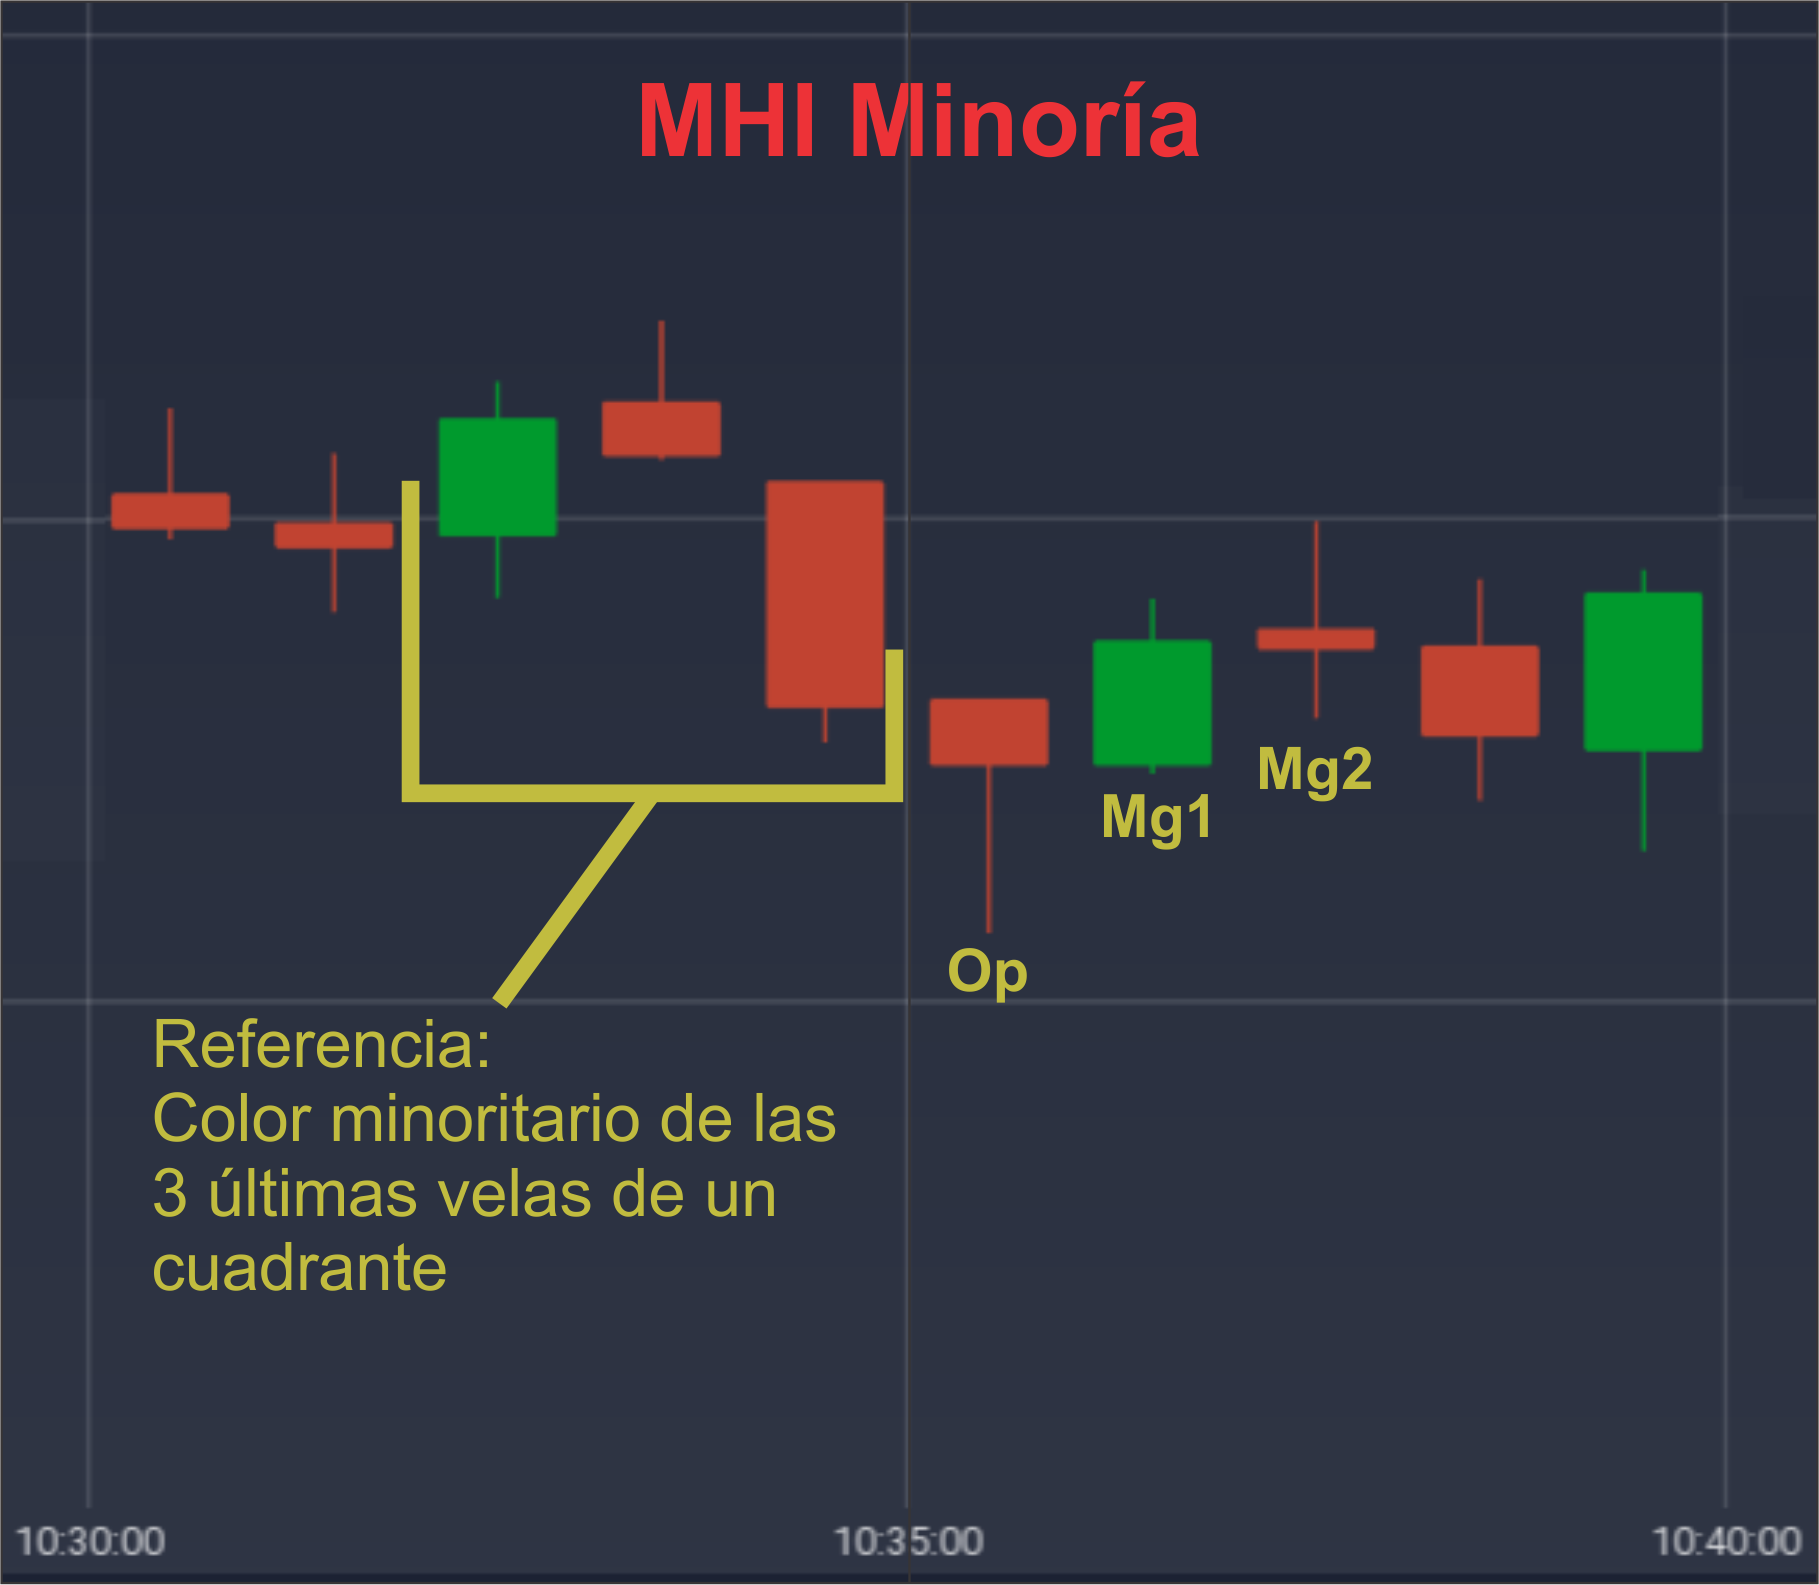 MHI Minoría
Mg2
Mg1
Op
Referencia:
Color minoritario de las
3 últimas velas de un
cuadrante
10:30:00
10:35:00
10:40:00